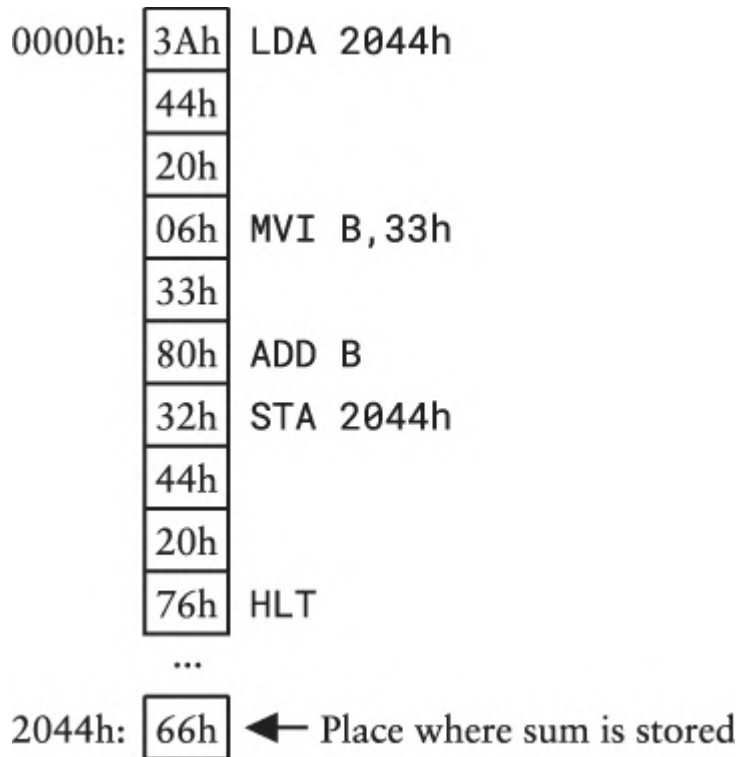 0000h: 3Ah LDA 2044h
44h
20h
06h MVI B,33h
33h
80h ADD B
32h STA 2044h
44h
20h
76h HLT
...
2044h: 66h Place where sum is stored